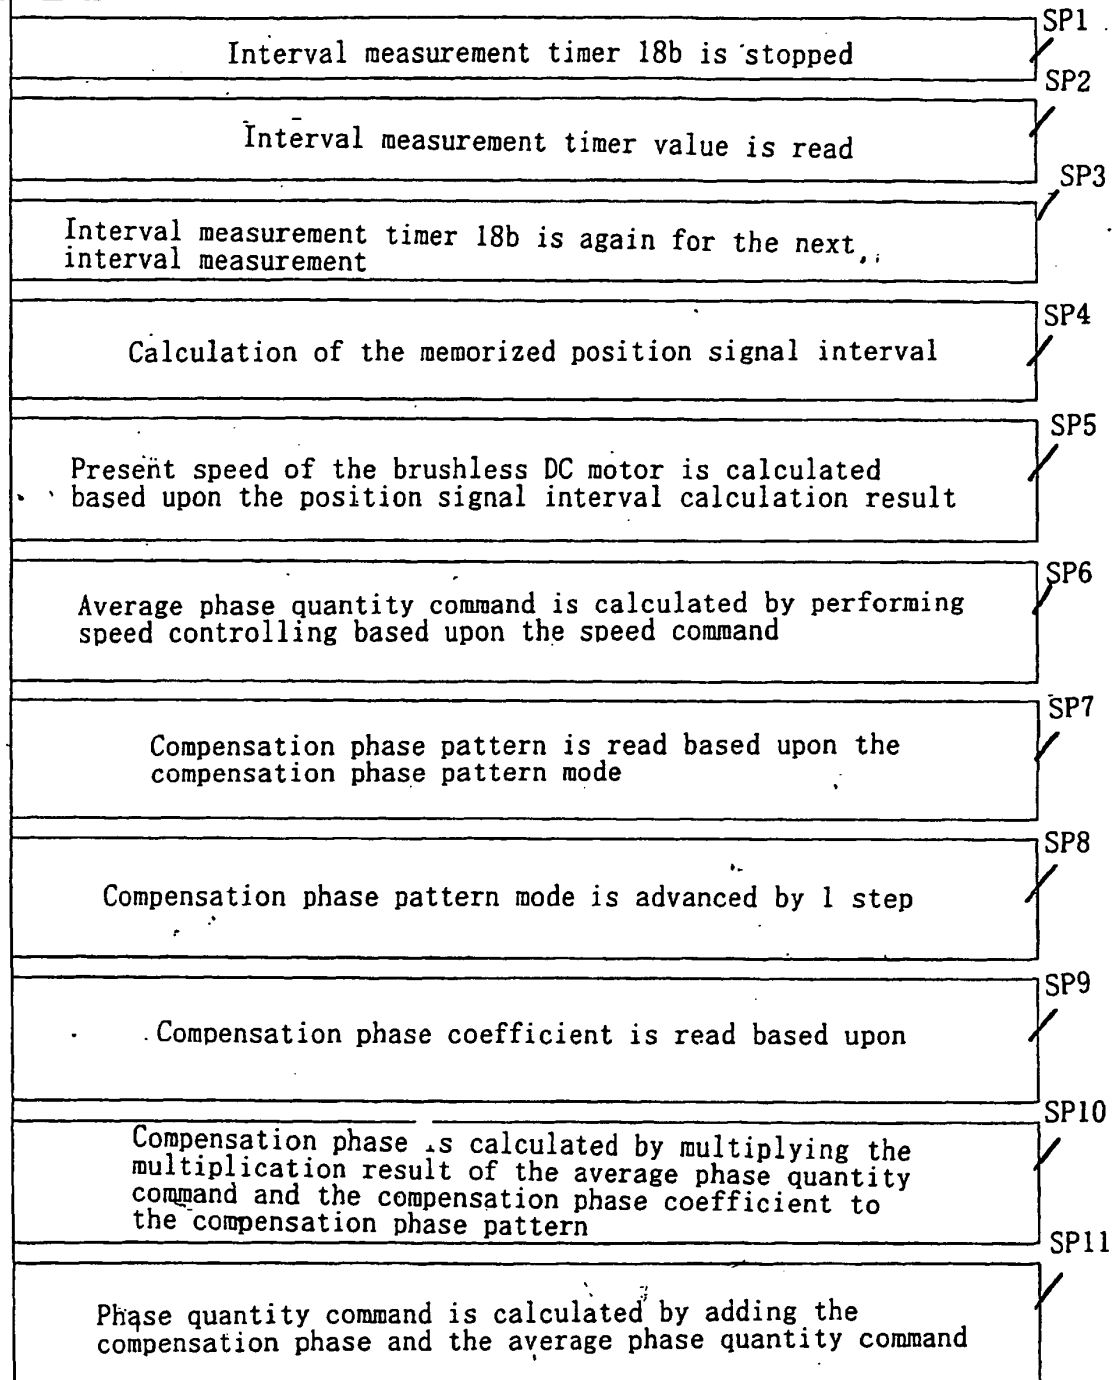 SP1
Interval measurement timer 18b is stopped
SP2
Interval measurement timer value is read
SP3
Interval measurement timer 18b is again for the next
interval measurement
SP4
Calculation of the memorized position signal interval
SP5
Present speed of the brushless DC motor is calculated
based upon the position signal interval calculation result
SP6
Average phase quantity command is calculated by performing
speed controlling based upon the speed command
SP7
Compensation phase pattern is read based upon the
compensation phase pattern mode
SP8
Compensation phase pattern mode is advanced by 1 step
SP9
Compensation phase coefficient is read based upon
SP10
Compensation phase is calculated by multiplying the
multiplication result of the average phase quantity
command and the compensation phase coefficient to
the compensation phase pattern
SP11
Phase quantity command is calculated by adding the
compensation phase and the average phase quantity command